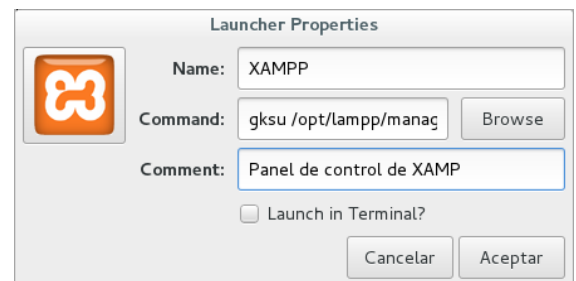 Launcher Properties
Name: XAMPP
Command: gksu /opt/lampp/manag Browse
Comment: Panel de control de XAMP
Launch in Terminal?
Cancelar Aceptar